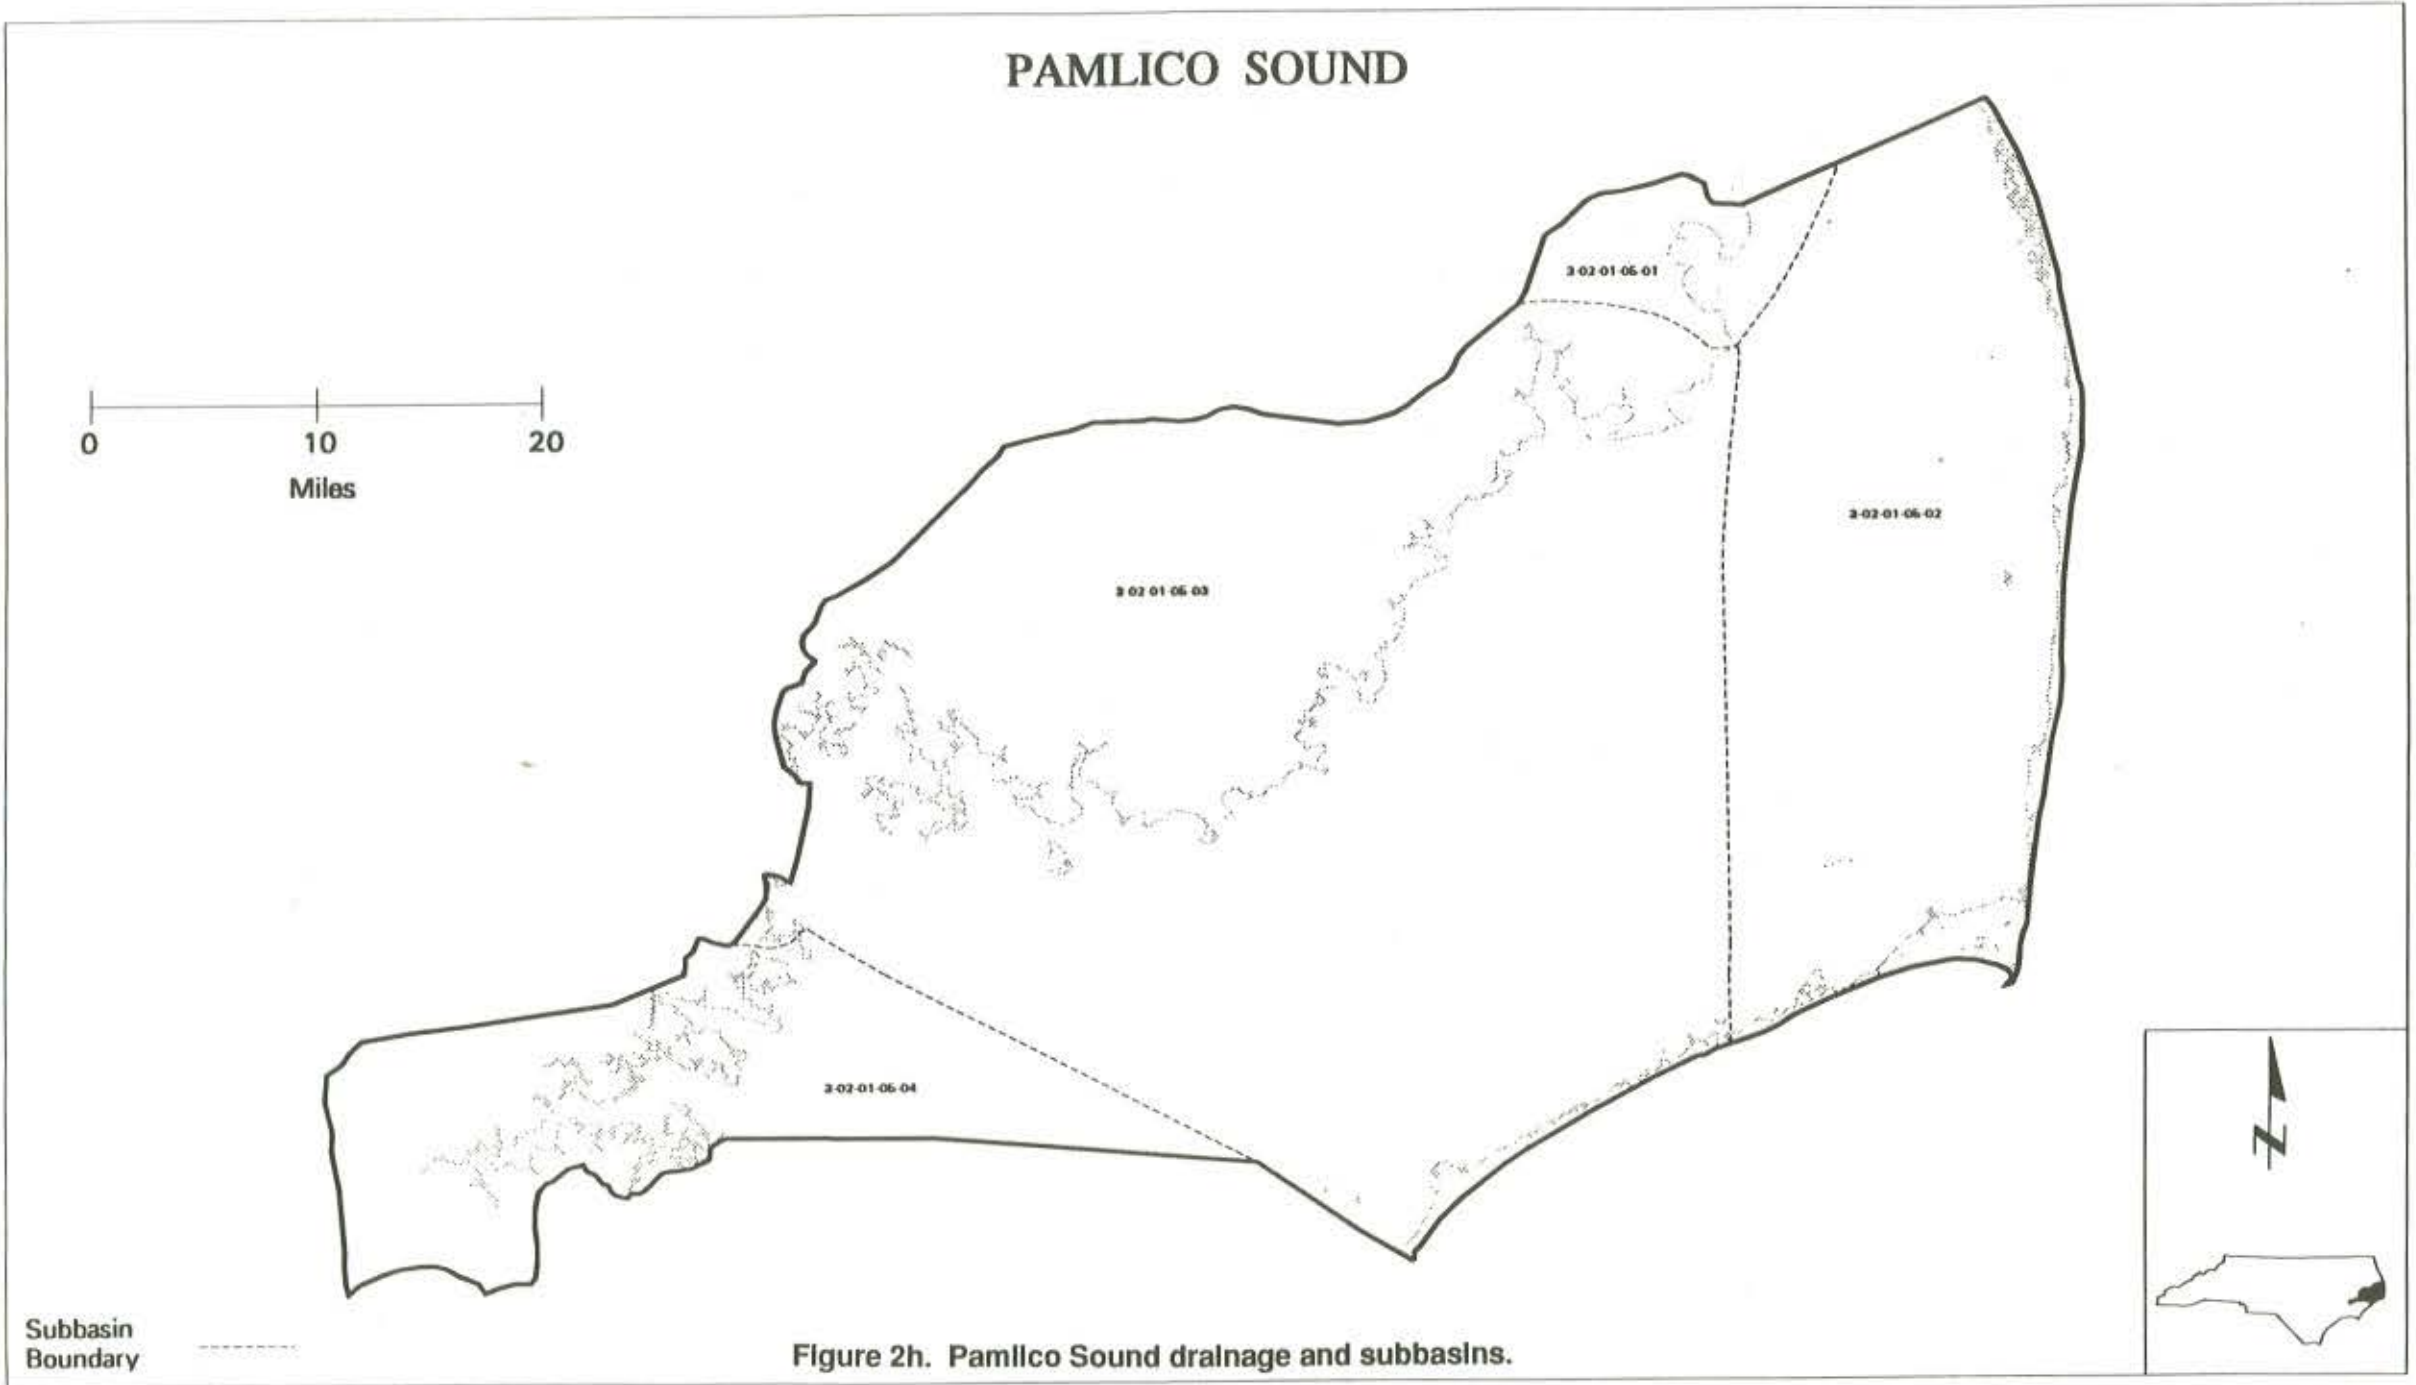 PAMLICO SOUND
3-02-01-05-01
0 10 20
Miles
3-02-01-05-02
3-02-01-05-03
3-02-01-05-04
N
Subbasin
Boundary
Figure 2h. Pamlico Sound drainage and subbasins.